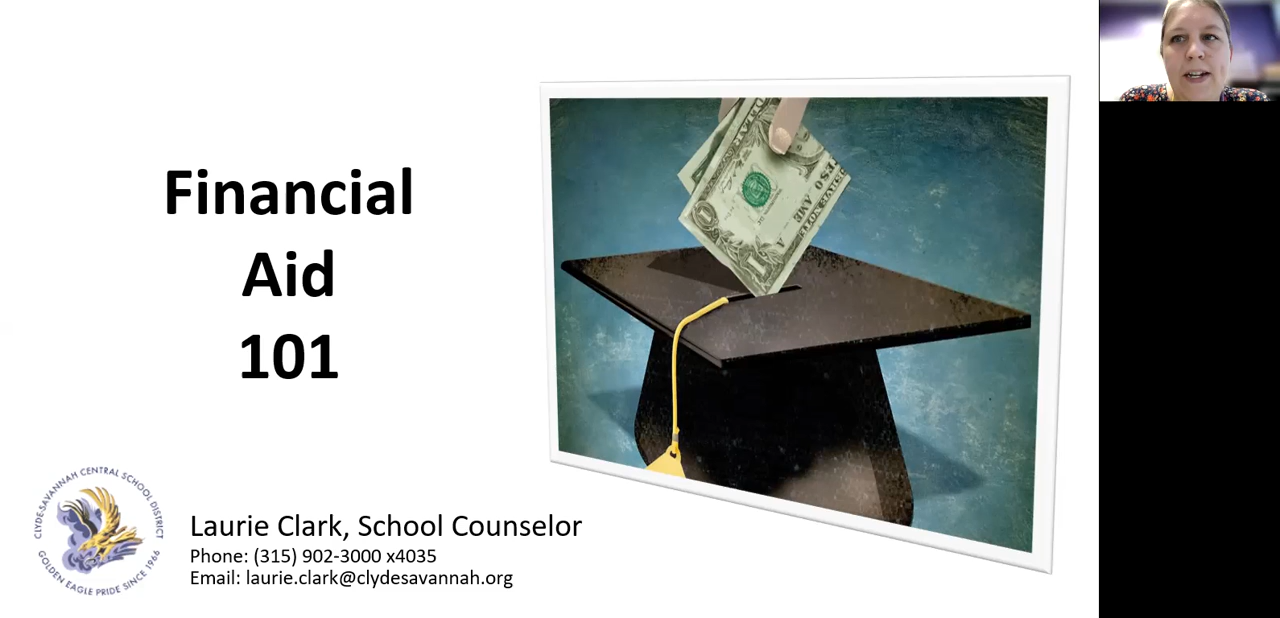 Financial
Aid
101
CLYDE-SAVANNAH CENTRAL SCHOOL DISTRICT
GOLDEN EAGLE PRIDE SINCE 1966
Laurie Clark, School Counselor
Phone: (315) 902-3000 x4035
Email: laurie.clark@clydesavannah.org